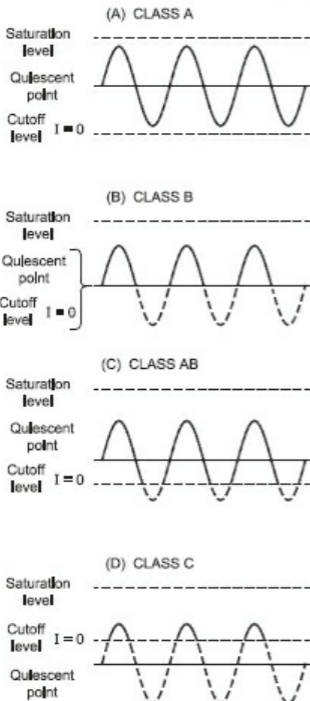 (A) CLASS A
Saturation
level
Quiescent
point
Cutoff
level I = 0
(B) CLASS B
Saturation
level
Quiescent
point
Cutoff
level I = 0
(C) CLASS AB
Saturation
level
Quiescent
point
Cutoff
level I = 0
(D) CLASS C
Saturation
level
Cutoff
level I = 0
Quiescent
point